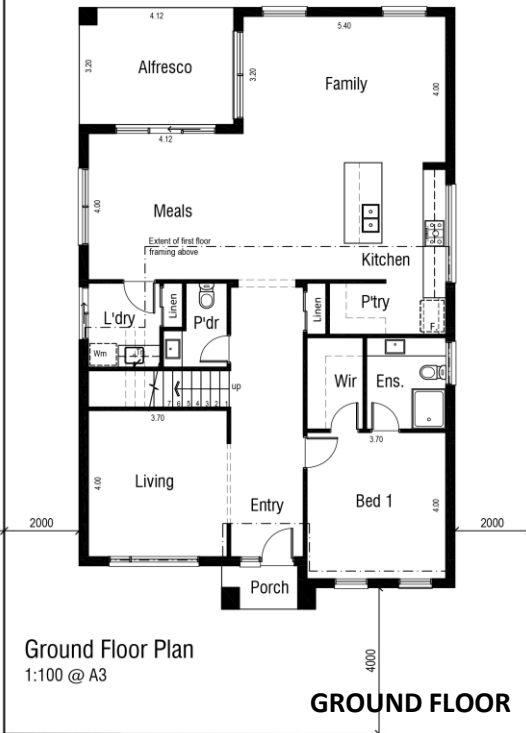 4.12
5.40
3.20
Alfresco
3.20
Family
4.00
4.12
4.00
Meals
Extent of first floor
framing above
Kitchen
L'dry
Linen
P'dr
Linen
P'try
F.
Wm
Wir
Ens.
up
7 6 5 4 3 2 1
3.70
3.70
4.00
Living
Entry
Bed 1
4.00
2000
2000
Porch
Ground Floor Plan
1:100 @ A3
4000
GROUND FLOOR